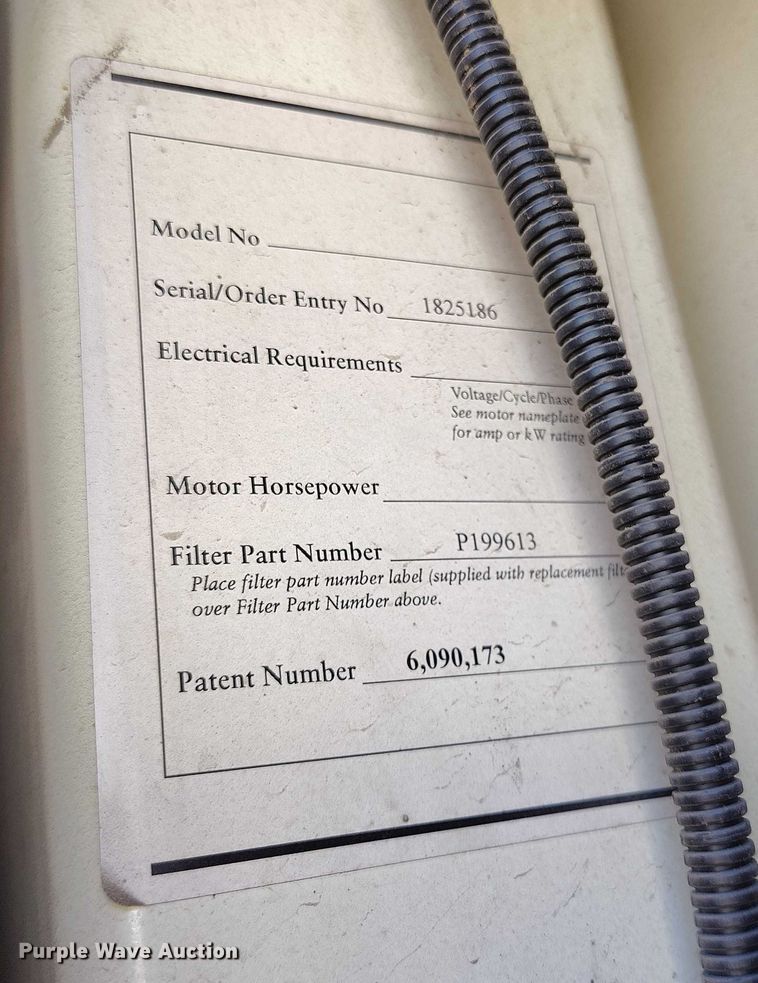 Model No
Serial/Order Entry No 1825186
Electrical Requirements
Voltage/Cycle/Phase
See motor nameplate
for amp or kW rating
Motor Horsepower
Filter Part Number P199613
Place filter part number label (supplied with replacement
over Filter Part Number above.
Patent Number 6,090,173
Purple Wave Auction